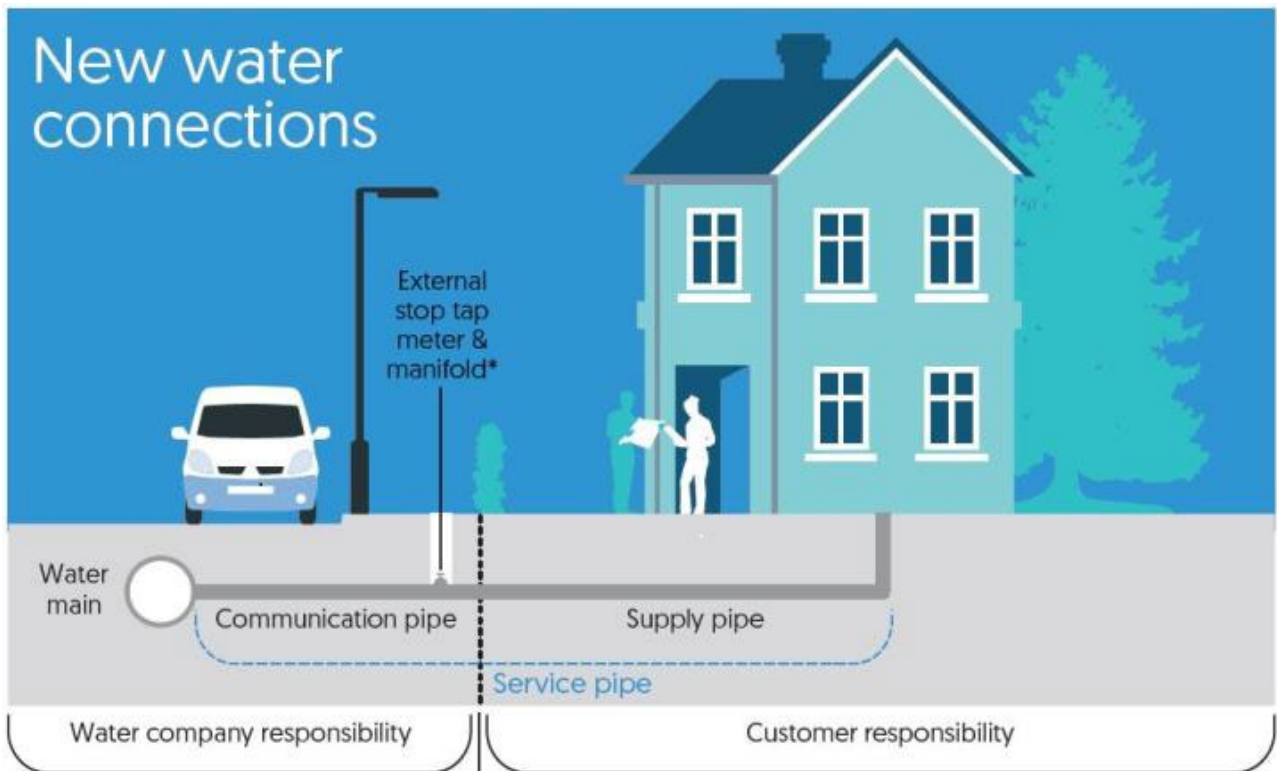 New water
connections
External
stop tap
meter &
manifold*
Water
main
Communication pipe
Supply pipe
Service pipe
Water company responsibility
Customer responsibility